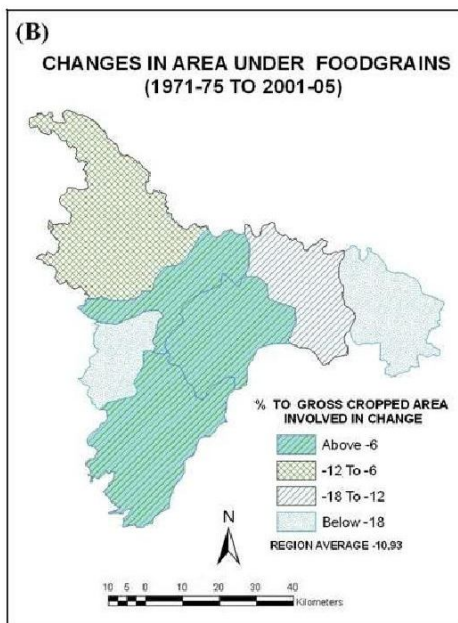 (B)
CHANGES IN AREA UNDER FOODGRAINS
(1971-75 TO 2001-05)
% TO GROSS CROPPED AREA
INVOLVED IN CHANGE
Above -6
-12 To -6
-18 To -12
Below -18
REGION AVERAGE -10.93
N
10 5 0 10 20 30 40
Kilometers